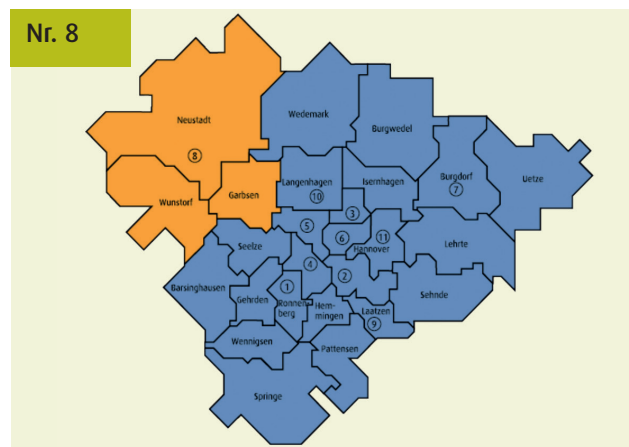 Nr. 8
Neustadt
Wedemark
Burgwedel
8
Wunstorf
Garbsen
Langenhagen
10
Isernhagen
Burgdorf
7
Uetze
3
5
6
11
Hannover
Seelze
Lehrte
4
2
Barsinghausen
Gehrden
1
Ronnen-
berg
Hem-
mingen
Laatzen
9
Sehnde
Wennigsen
Pattensen
Springe